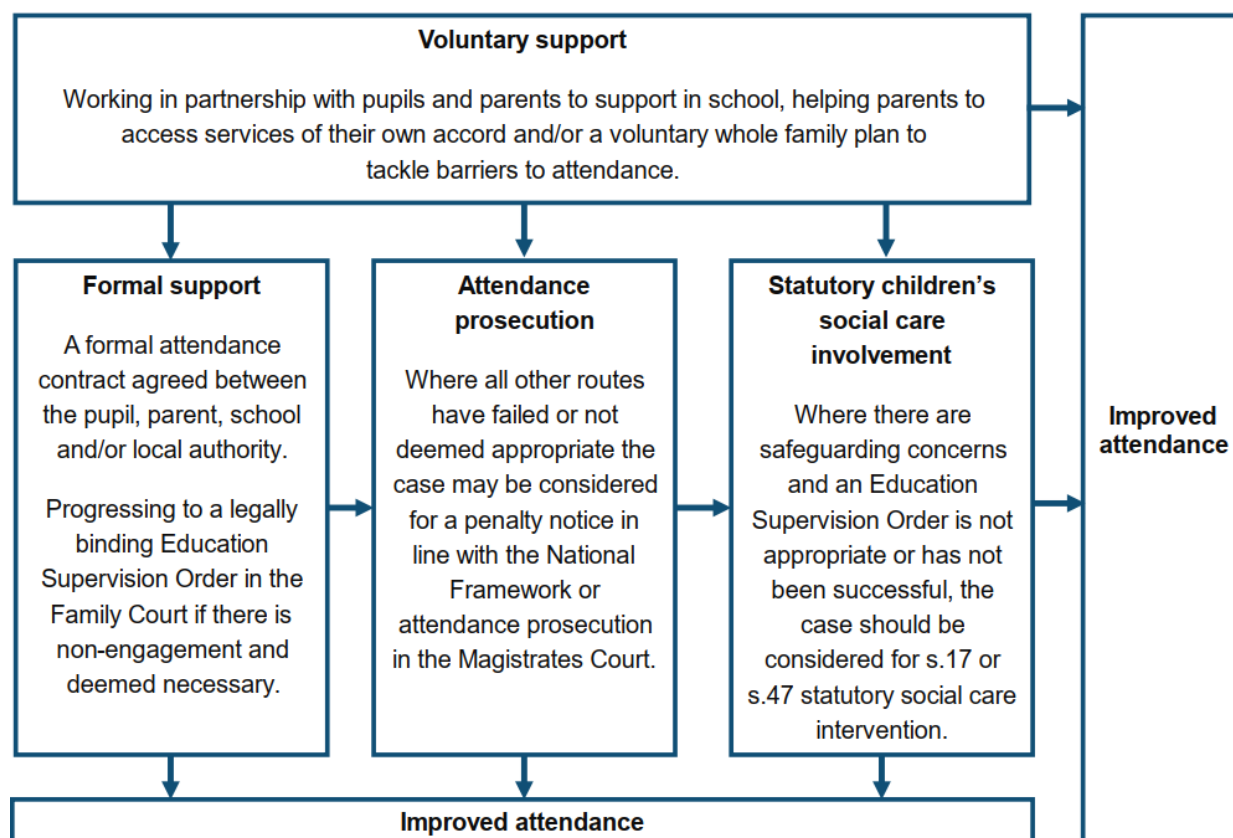 Voluntary support
Working in partnership with pupils and parents to support in school, helping parents to
access services of their own accord and/or a voluntary whole family plan to
tackle barriers to attendance.
Formal support
A formal attendance
contract agreed between
the pupil, parent, school
and/or local authority.
Progressing to a legally
binding Education
Supervision Order in the
Family Court if there is
non-engagement and
deemed necessary.
Attendance
prosecution
Where all other routes
have failed or not
deemed appropriate the
case may be considered
for a penalty notice in
line with the National
Framework or
attendance prosecution
in the Magistrates Court.
Statutory children’s
social care
involvement
Where there are
safeguarding concerns
and an Education
Supervision Order is not
appropriate or has not
been successful, the
case should be
considered for s.17 or
s.47 statutory social care
intervention.
Improved
attendance
Improved attendance